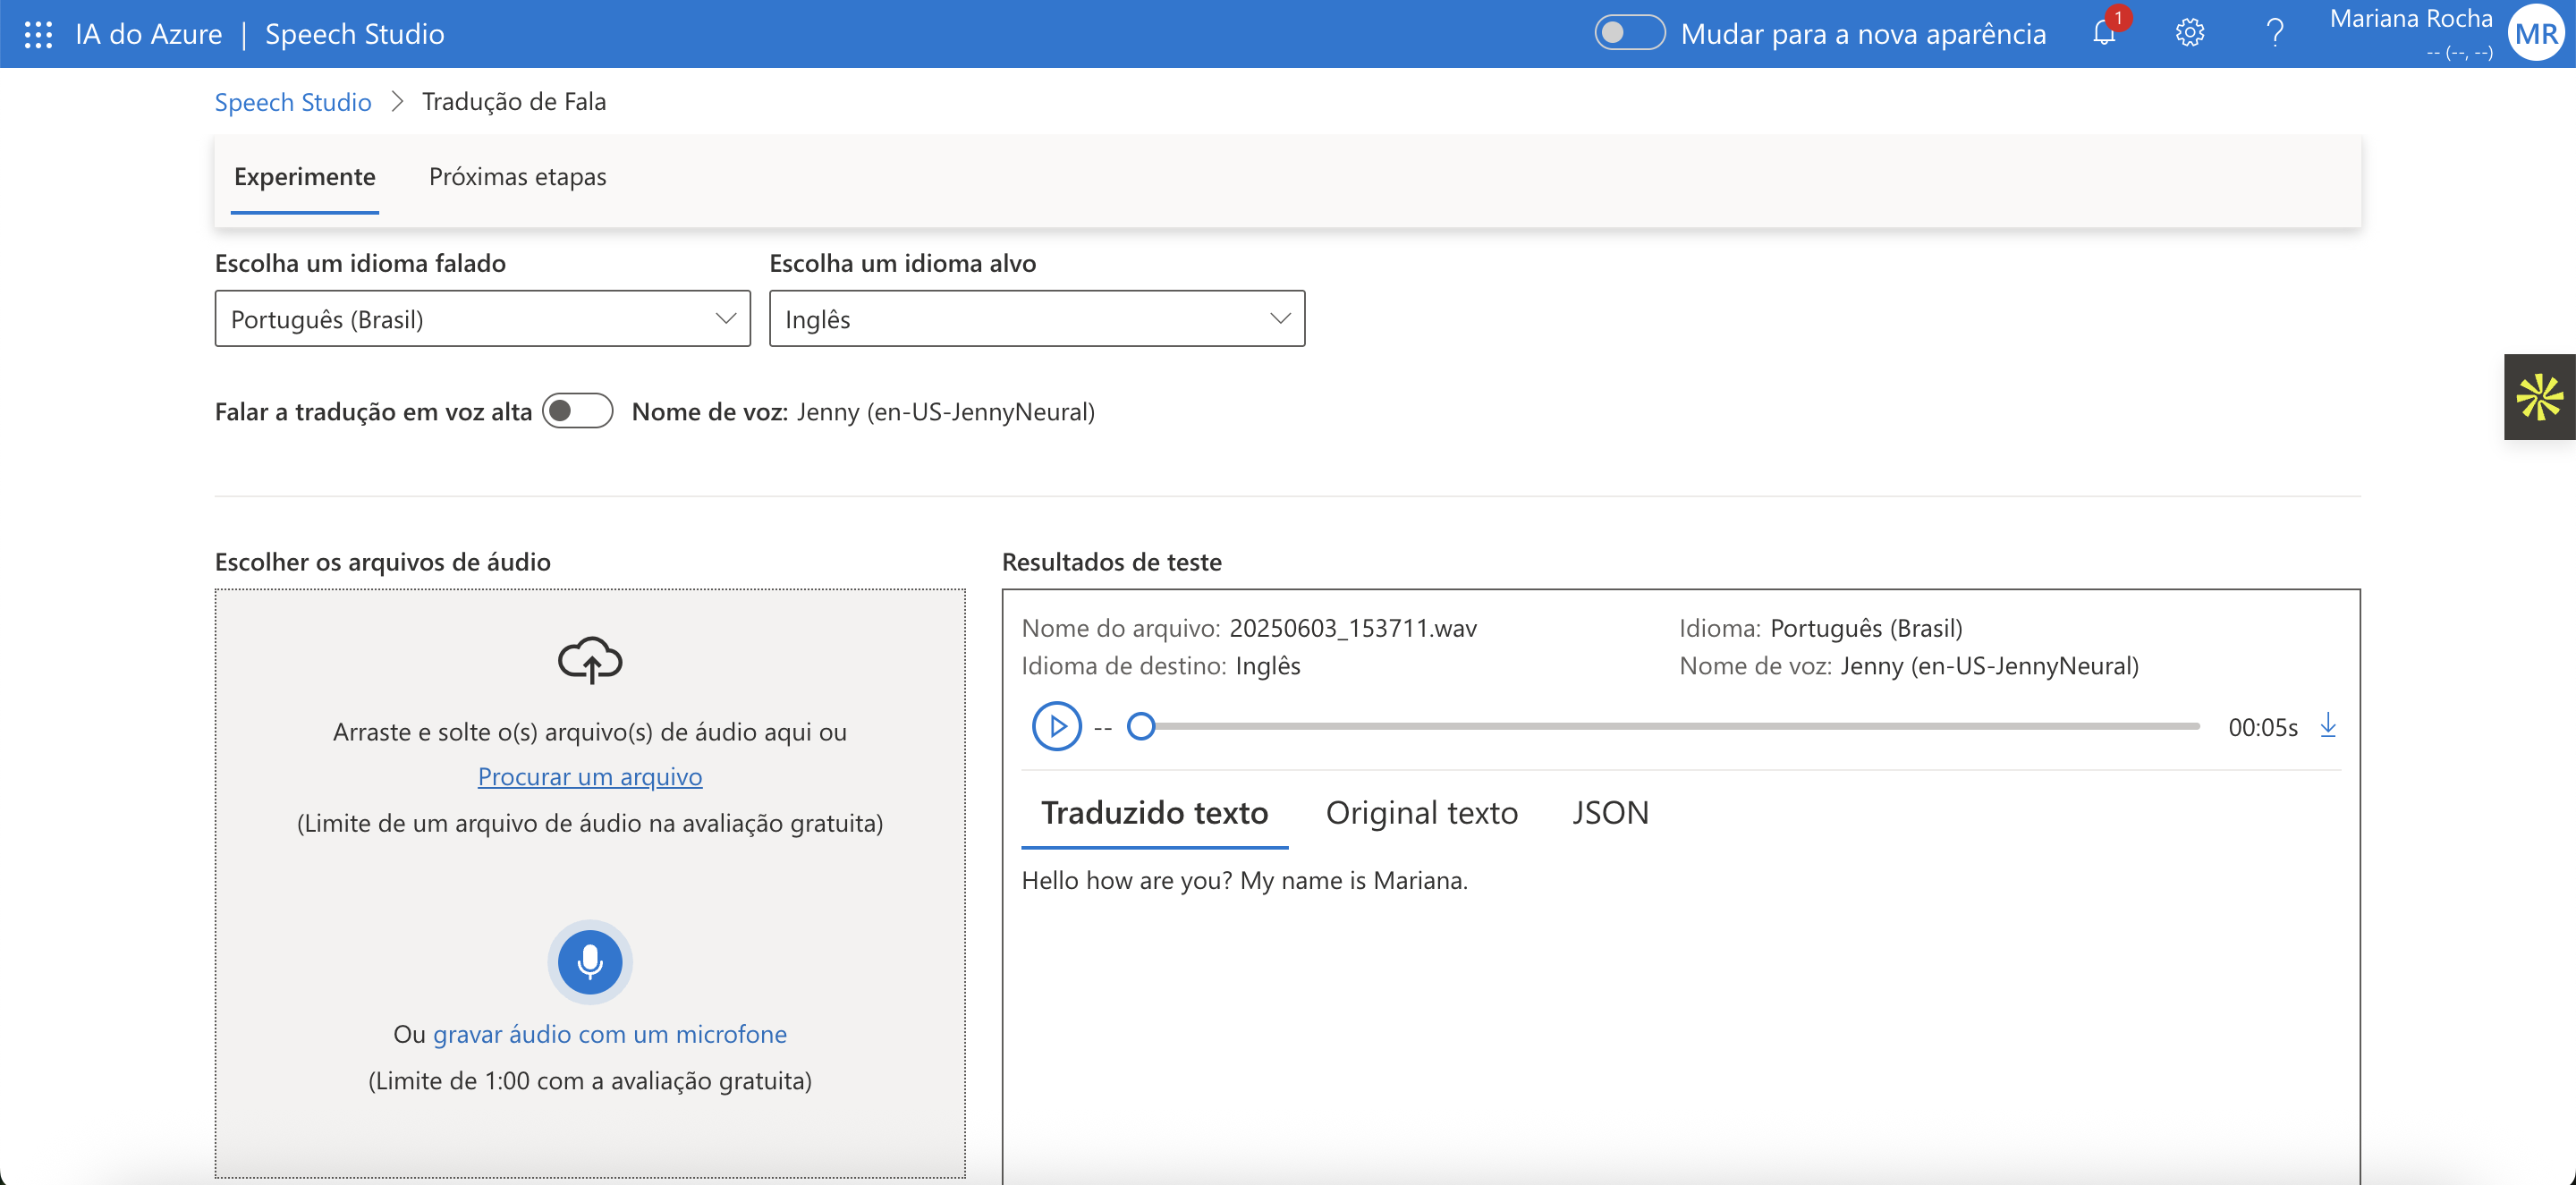 IA do Azure | Speech Studio
Mudar para a nova aparência
1
?
Mariana Rocha
-- (--, --)
MR
Speech Studio > Tradução de Fala
Experimente
Próximas etapas
Escolha um idioma falado
Escolha um idioma alvo
Português (Brasil)
Inglês
Falar a tradução em voz alta
Nome de voz: Jenny (en-US-JennyNeural)
Escolher os arquivos de áudio
Arraste e solte o(s) arquivo(s) de áudio aqui ou
Procurar um arquivo
(Limite de um arquivo de áudio na avaliação gratuita)
Ou gravar áudio com um microfone
(Limite de 1:00 com a avaliação gratuita)
Resultados de teste
Nome do arquivo: 20250603_153711.wav
Idioma: Português (Brasil)
Idioma de destino: Inglês
Nome de voz: Jenny (en-US-JennyNeural)
--
00:05s
Traduzido texto
Original texto
JSON
Hello how are you? My name is Mariana.